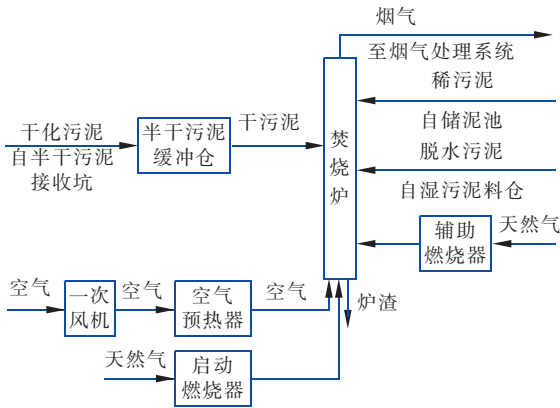 烟气
至烟气处理系统
稀污泥
自储泥池
脱水污泥
自湿污泥料仓
干化污泥
自半干污泥
接收坑
半干污泥
缓冲仓
干污泥
焚烧炉
辅助
燃烧器
天然气
空气
一次
风机
空气
空气
预热器
空气
炉渣
天然气
启动
燃烧器